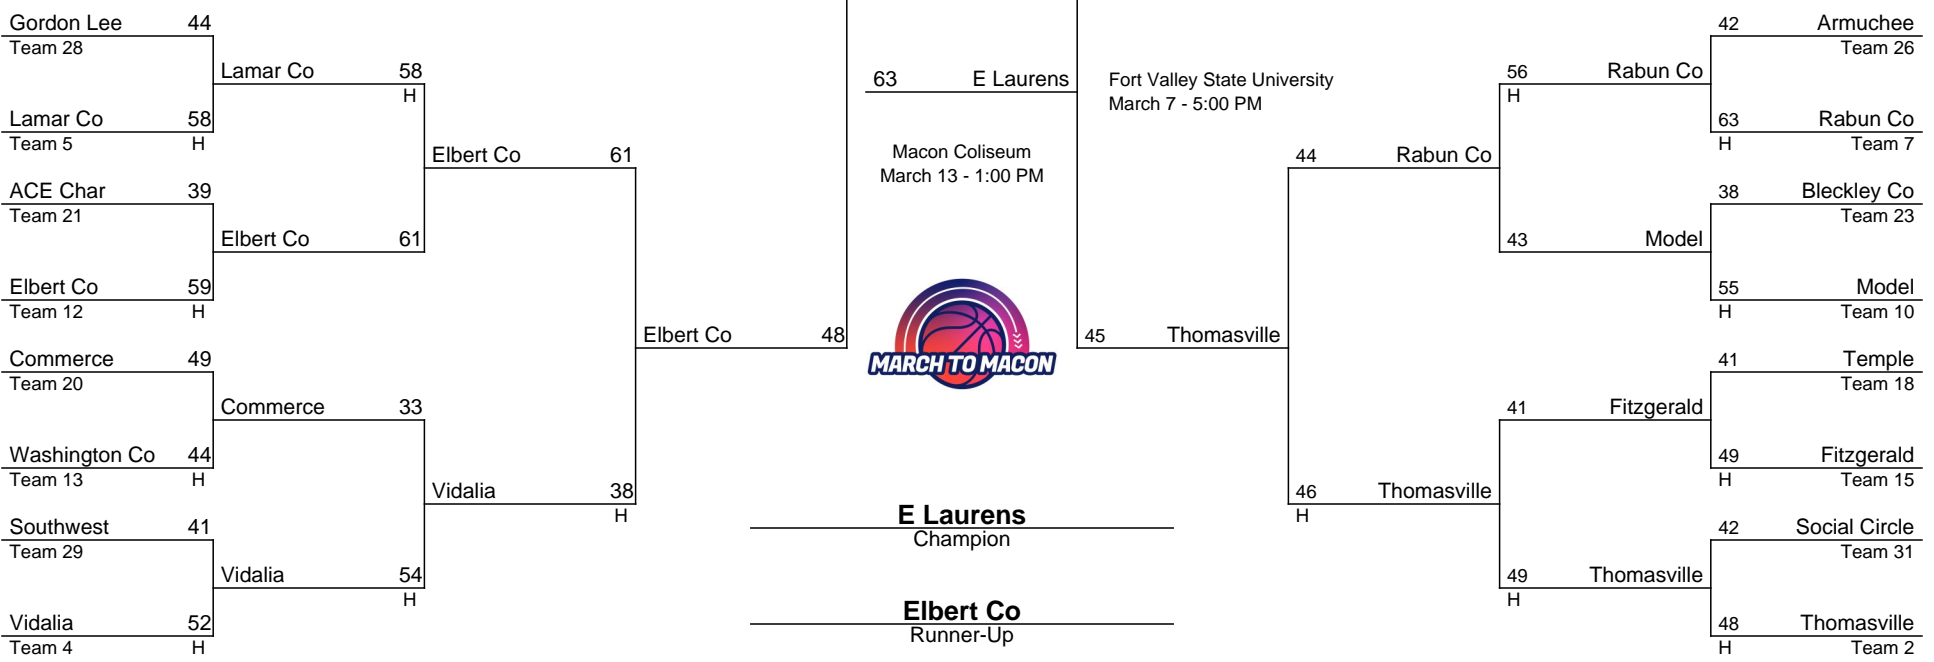 Gordon Lee 44
Team 28
Lamar Co 58
H
Lamar Co 58
Team 5 H
Elbert Co 61
ACE Char 39
Team 21
Elbert Co 61
Elbert Co 59
Team 12 H
Elbert Co 48
Commerce 49
Team 20
Commerce 33
Washington Co 44
Team 13 H
Vidalia 38
H
Southwest 41
Team 29
Vidalia 54
H
Vidalia 52
Team 4 H
63 E Laurens
Fort Valley State University
March 7 - 5:00 PM
Macon Coliseum
March 13 - 1:00 PM
MARCH TO MACON
E Laurens
Champion
Elbert Co
Runner-Up
42 Armuchee
Team 26
56 Rabun Co
H
63 Rabun Co
H Team 7
44 Rabun Co
38 Bleckley Co
Team 23
43 Model
55 Model
H Team 10
45 Thomasville
41 Temple
Team 18
41 Fitzgerald
49 Fitzgerald
H Team 15
46 Thomasville
H
42 Social Circle
Team 31
49 Thomasville
H
48 Thomasville
H Team 2